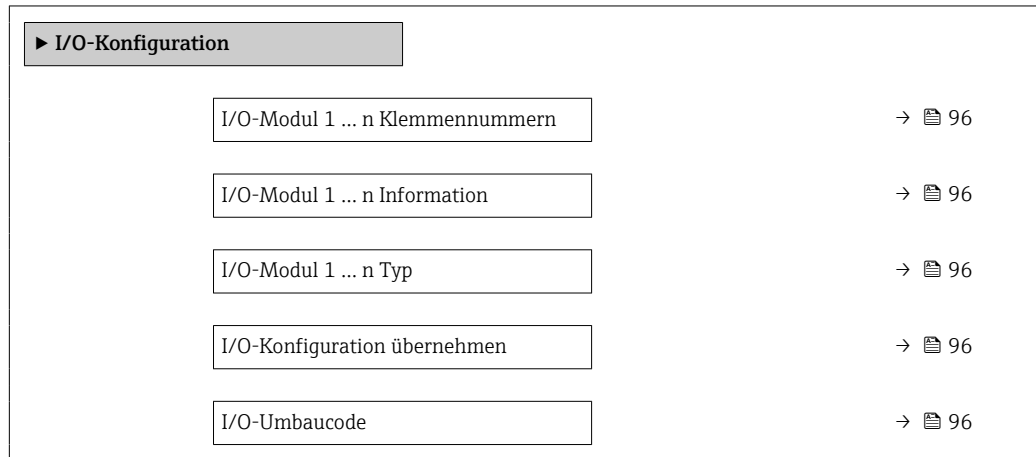 ► I/O-Konfiguration
I/O-Modul 1 … n Klemmennummern → 96
I/O-Modul 1 … n Information → 96
I/O-Modul 1 … n Typ → 96
I/O-Konfiguration übernehmen → 96
I/O-Umbaucode → 96